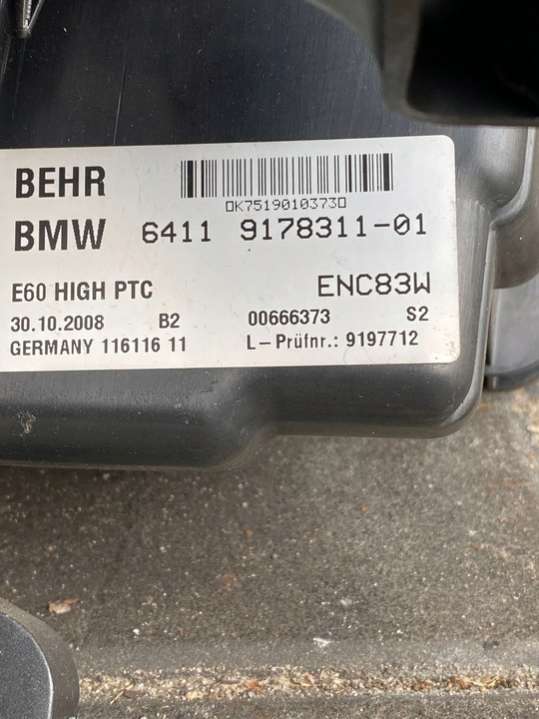 BEHR
DK7519010373D
BMW 6411 9178311-01
E60 HIGH PTC ENC83W
30.10.2008 B2 00666373 S2
GERMANY 116116 11 L-Prüfnr.: 9197712